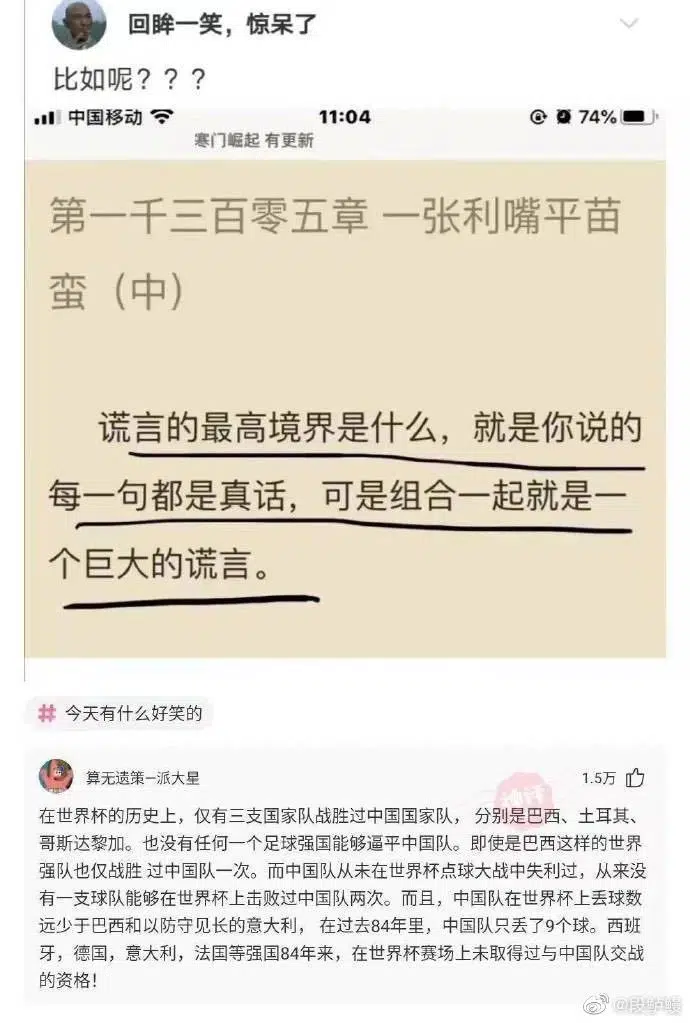 回眸一笑，惊呆了
比如呢？？？
中国移动
11:04
74%
寒门崛起 有更新
第一千三百零五章 一张利嘴平苗
蛮（中）
谎言的最高境界是什么，就是你说的
每一句都是真话，可是组合一起就是一
个巨大的谎言。
# 今天有什么好笑的
算无遗策—派大星
1.5万
神评
在世界杯的历史上，仅有三支国家队战胜过中国国家队， 分别是巴西、土耳其、
哥斯达黎加。也没有任何一个足球强国能够逼平中国队。即使是巴西这样的世界
强队也仅战胜 过中国队一次。而中国队从未在世界杯点球大战中失利过，从来没
有一支球队能够在世界杯上击败过中国队两次。而且，中国队在世界杯上丢球数
远少于巴西和以防守见长的意大利， 在过去84年里，中国队只丢了9个球。西班
牙，德国，意大利，法国等强国84年来，在世界杯赛场上未取得过与中国队交战
的资格！
@段鲈鳗